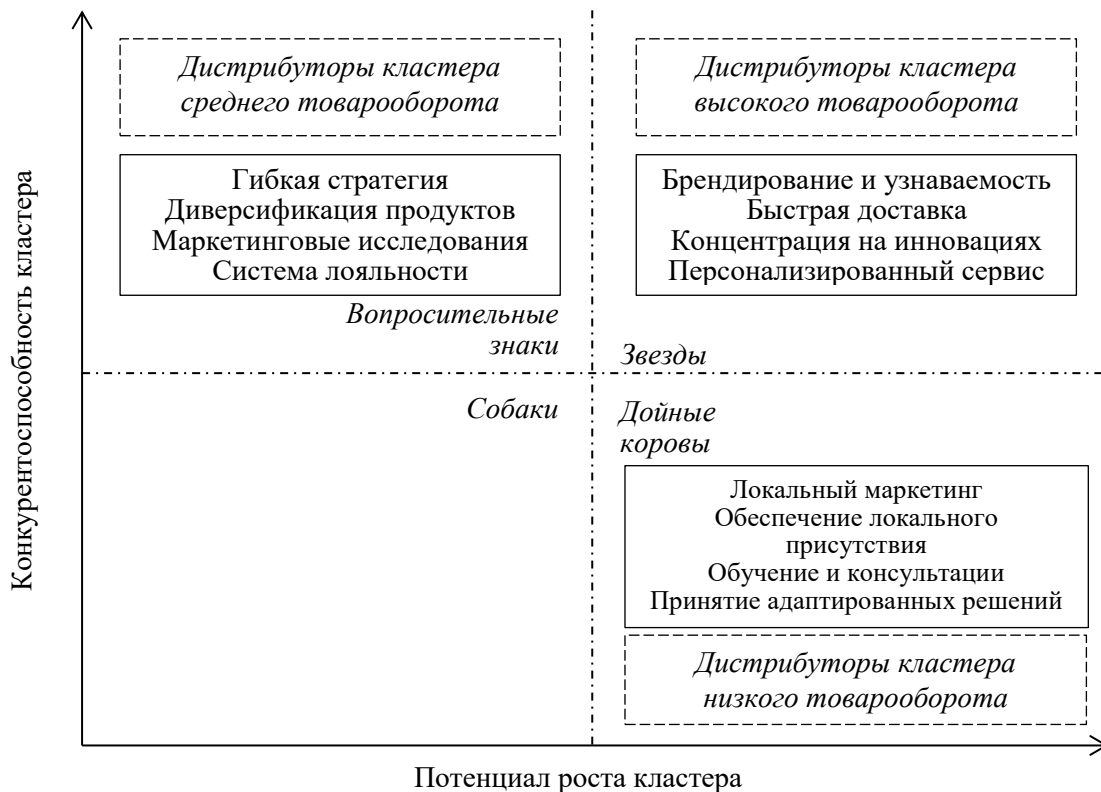 Конкурентоспособность кластера
Дистрибуторы кластера
среднего товарооборота
Гибкая стратегия
Диверсификация продуктов
Маркетинговые исследования
Система лояльности
Вопросительные
знаки
Дистрибуторы кластера
высокого товарооборота
Брендирование и узнаваемость
Быстрая доставка
Концентрация на инновациях
Персонализированный сервис
Звезды
Собаки
Дойные
коровы
Локальный маркетинг
Обеспечение локального
присутствия
Обучение и консультации
Принятие адаптированных решений
Дистрибуторы кластера
низкого товарооборота
Потенциал роста кластера